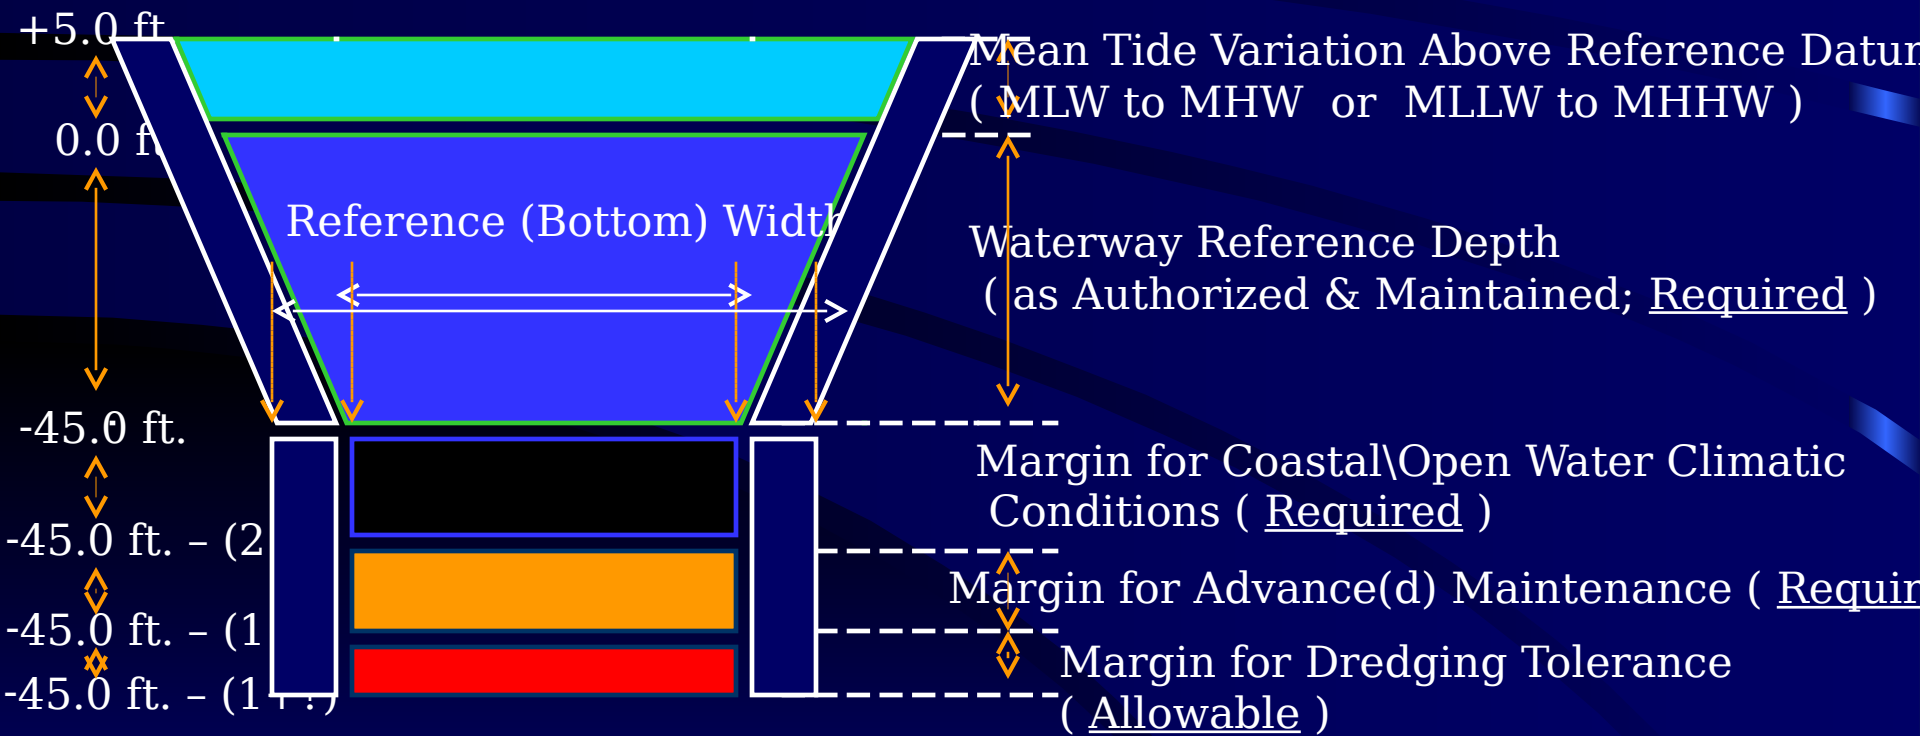 +5.0 ft.
Mean Tide Variation Above Reference Datum
( MLW to MHW or MLLW to MHHW )
0.0 ft.
Reference (Bottom) Width
Waterway Reference Depth
( as Authorized & Maintained; Required )
-45.0 ft.
Margin for Coastal\Open Water Climatic
Conditions ( Required )
-45.0 ft. – (2
Margin for Advance(d) Maintenance ( Requir
-45.0 ft. – (1
Margin for Dredging Tolerance
-45.0 ft. – (1+?)
( Allowable )